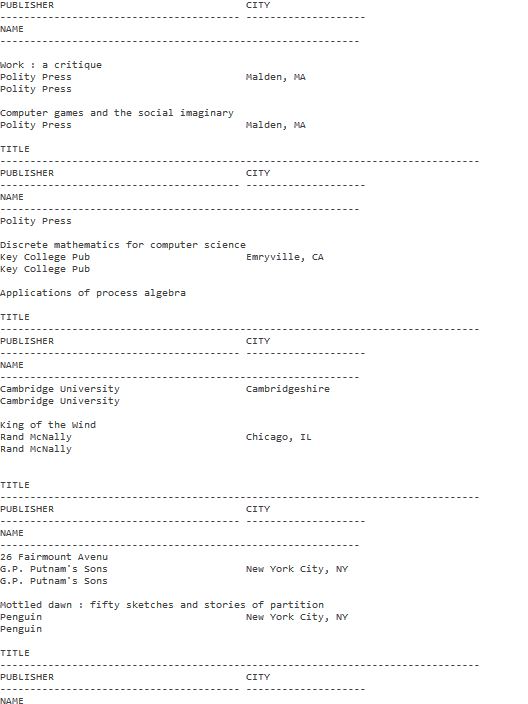 PUBLISHER CITY
---------------------------------------- --------------------
NAME
------------------------------------------------------------
Work : a critique
Polity Press Malden, MA
Polity Press
Computer games and the social imaginary
Polity Press Malden, MA
TITLE
--------------------------------------------------------------------------------
PUBLISHER CITY
---------------------------------------- --------------------
NAME
------------------------------------------------------------
Polity Press
Discrete mathematics for computer science
Key College Pub Emryville, CA
Key College Pub
Applications of process algebra
TITLE
--------------------------------------------------------------------------------
PUBLISHER CITY
---------------------------------------- --------------------
NAME
------------------------------------------------------------
Cambridge University Cambridgeshire
Cambridge University
King of the Wind
Rand McNally Chicago, IL
Rand McNally
TITLE
--------------------------------------------------------------------------------
PUBLISHER CITY
---------------------------------------- --------------------
NAME
------------------------------------------------------------
26 Fairmount Avenu
G.P. Putnam's Sons New York City, NY
G.P. Putnam's Sons
Mottled dawn : fifty sketches and stories of partition
Penguin New York City, NY
Penguin
TITLE
--------------------------------------------------------------------------------
PUBLISHER CITY
---------------------------------------- --------------------
NAME